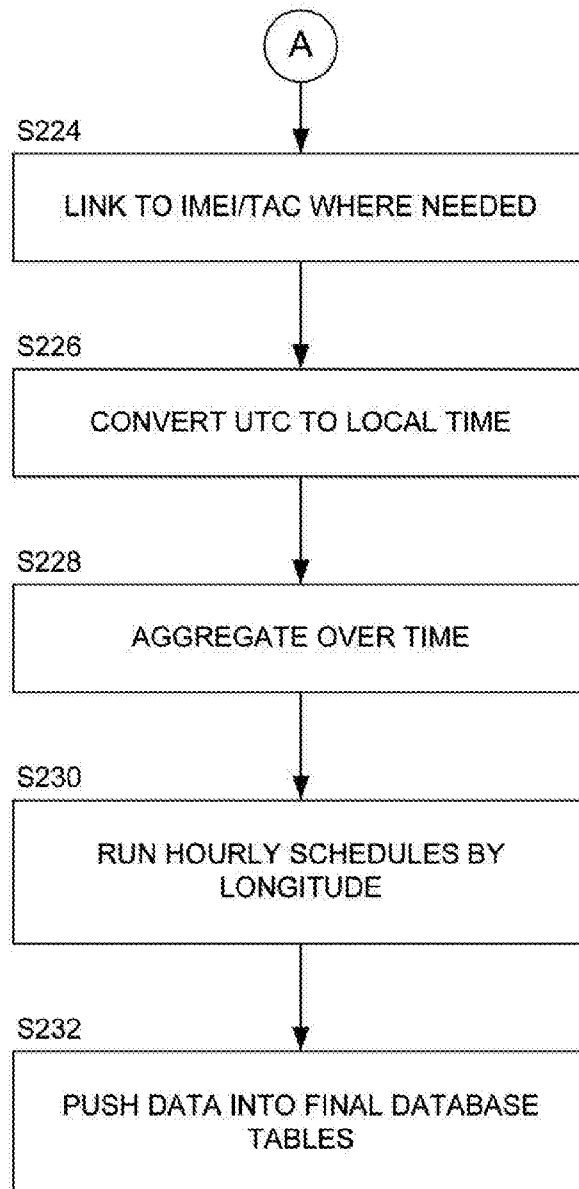 A
S224
LINK TO IMEI/TAC WHERE NEEDED
S226
CONVERT UTC TO LOCAL TIME
S228
AGGREGATE OVER TIME
S230
RUN HOURLY SCHEDULES BY
LONGITUDE
S232
PUSH DATA INTO FINAL DATABASE
TABLES